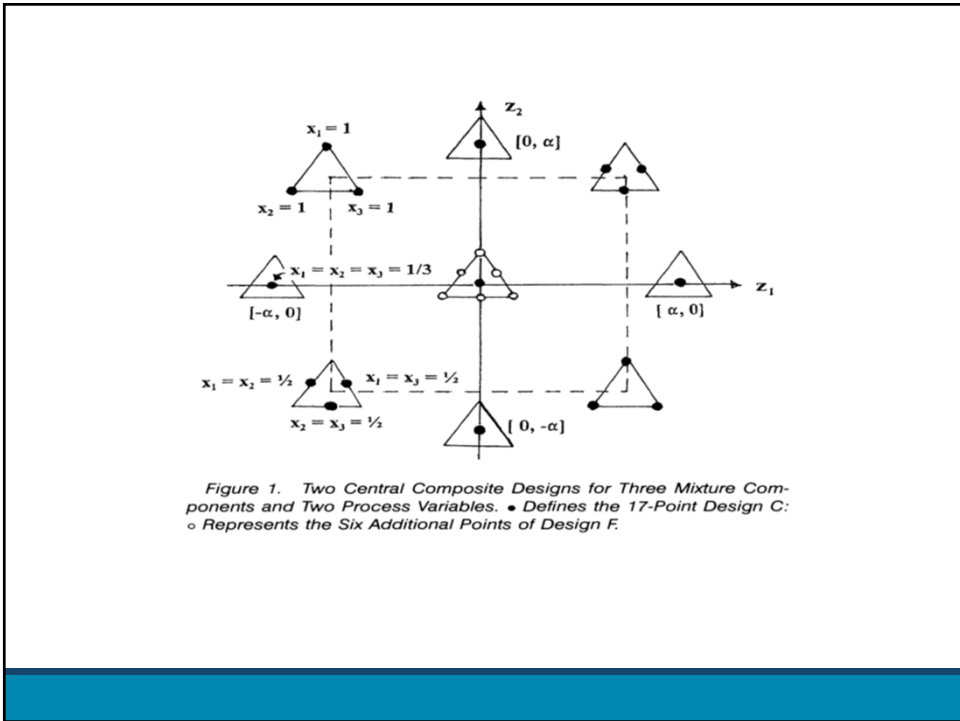 z₂
x₁ = 1
[0, α]
x₂ = 1
x₃ = 1
x₁ = x₂ = x₃ = 1/3
z₁
[-α, 0]
[ α, 0]
x₁ = x₂ = ½
x₁ = x₃ = ½
x₂ = x₃ = ½
[ 0, -α]
Figure 1. Two Central Composite Designs for Three Mixture Com-
ponents and Two Process Variables. • Defines the 17-Point Design C:
○ Represents the Six Additional Points of Design F.